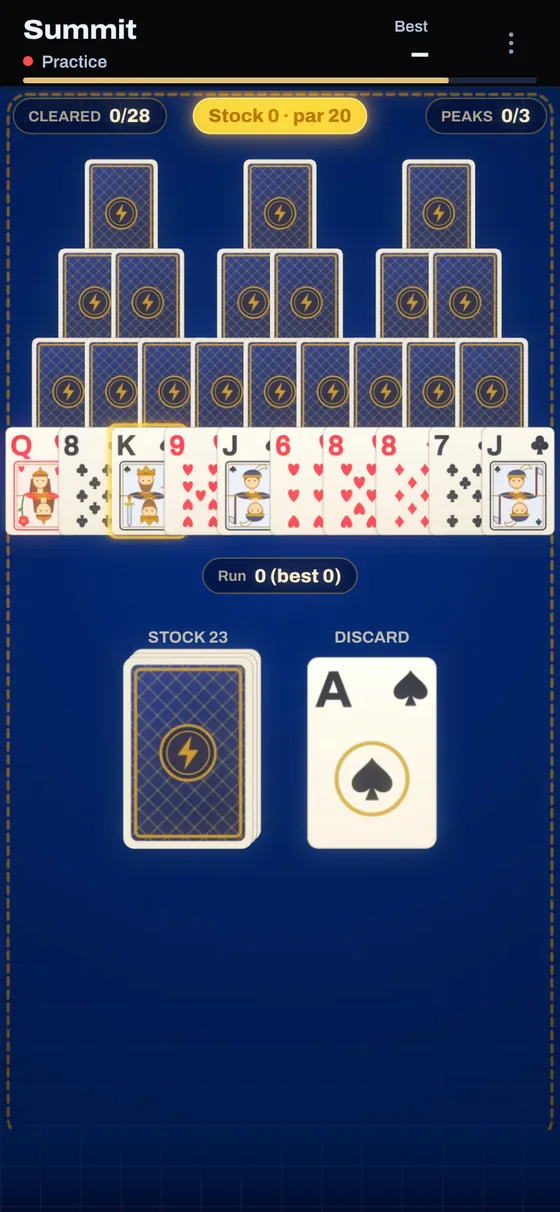 Summit
Best
Practice
–
CLEARED 0/28
Stock 0 · par 20
PEAKS 0/3
Q 8 K 9 J 6 8 8 7 J
Run 0 (best 0)
STOCK 23
DISCARD
A